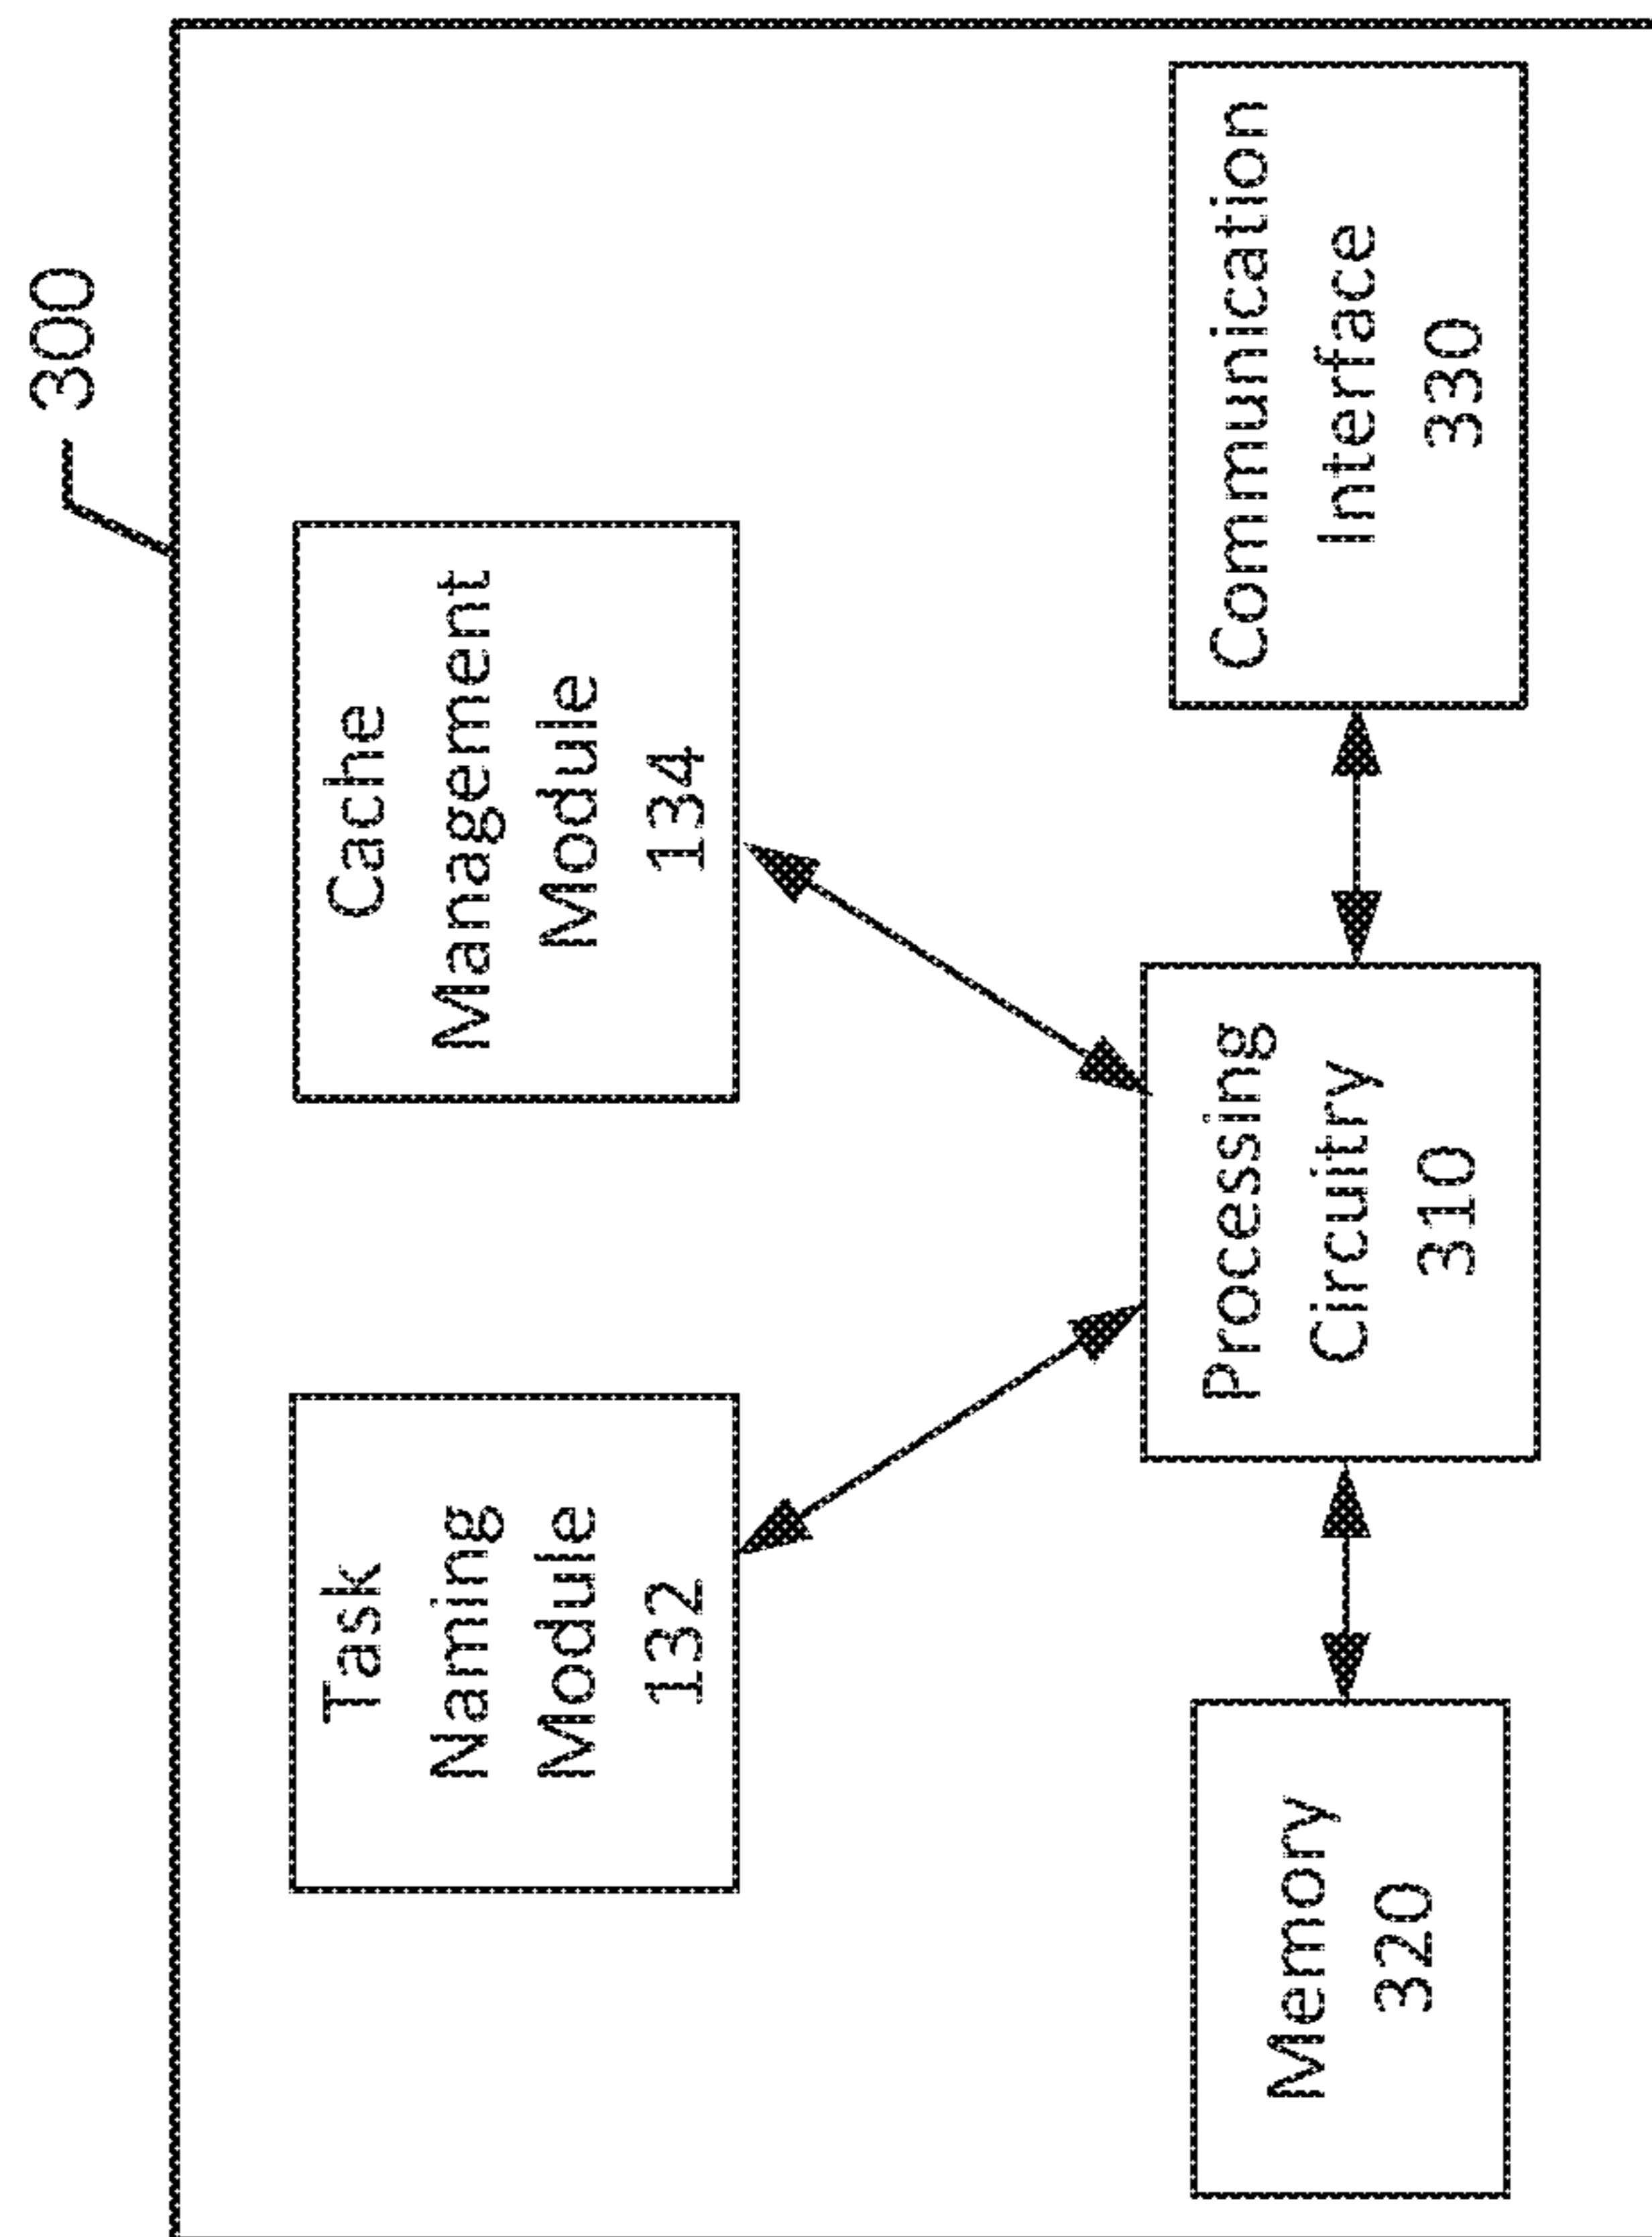 300
Task
Naming
Module
132
Cache
Management
Module
134
Memory
320
Processing
Circuitry
310
Communication
Interface
330